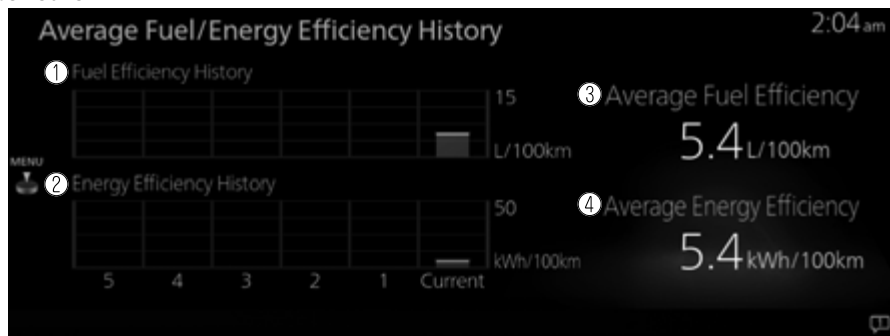 Average Fuel/Energy Efficiency History
2:04 am
① Fuel Efficiency History
15
L/100km
③ Average Fuel Efficiency
5.4 L/100km
MENU
② Energy Efficiency History
50
kWh/100km
④ Average Energy Efficiency
5.4 kWh/100km
5 4 3 2 1 Current